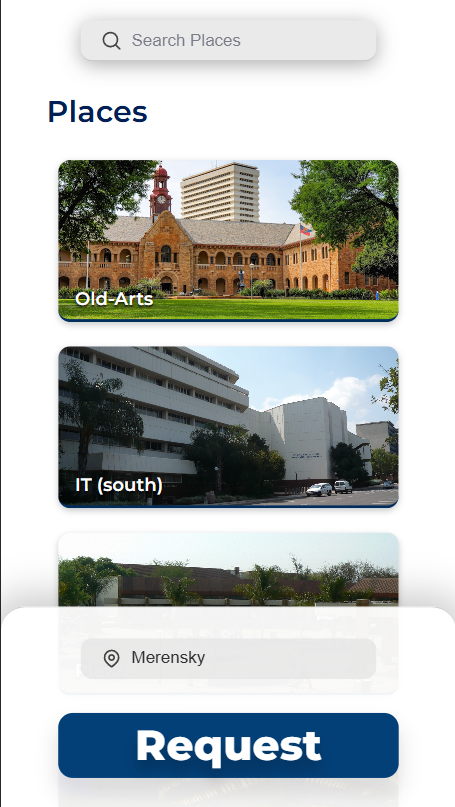 Search Places
Places
Old-Arts
IT (south)
Merensky
Request